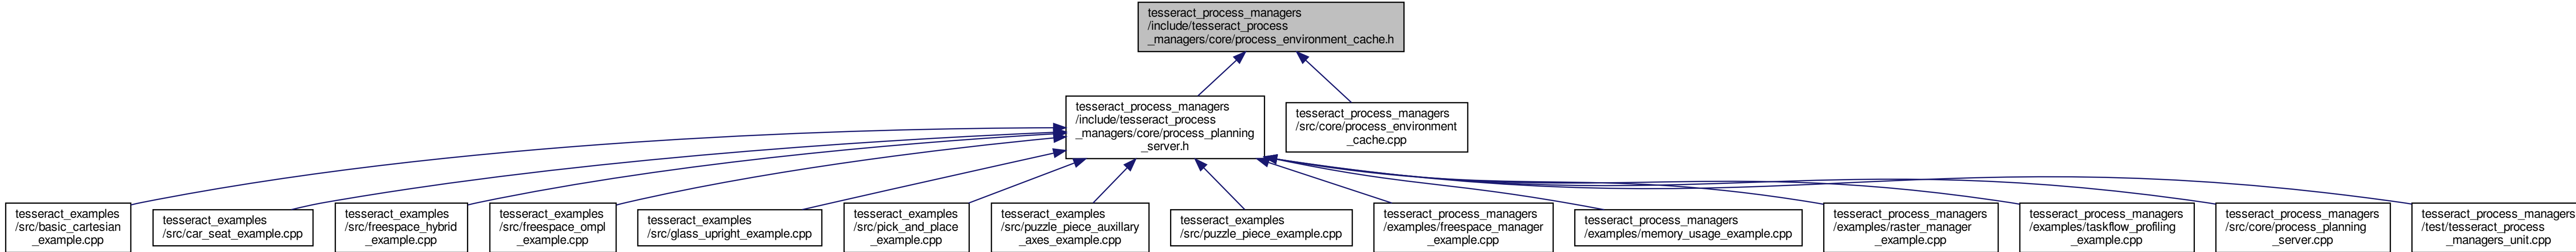 tesseract_process_managers
/include/tesseract_process
_managers/core/process_environment_cache.h
tesseract_process_managers
/include/tesseract_process
_managers/core/process_planning
_server.h
tesseract_process_managers
/src/core/process_environment
_cache.cpp
tesseract_examples
/src/basic_cartesian
_example.cpp
tesseract_examples
/src/car_seat_example.cpp
tesseract_examples
/src/freespace_hybrid
_example.cpp
tesseract_examples
/src/freespace_ompl
_example.cpp
tesseract_examples
/src/glass_upright_example.cpp
tesseract_examples
/src/pick_and_place
_example.cpp
tesseract_examples
/src/puzzle_piece_auxillary
_axes_example.cpp
tesseract_examples
/src/puzzle_piece_example.cpp
tesseract_process_managers
/examples/freespace_manager
_example.cpp
tesseract_process_managers
/examples/memory_usage_example.cpp
tesseract_process_managers
/examples/raster_manager
_example.cpp
tesseract_process_managers
/examples/taskflow_profiling
_example.cpp
tesseract_process_managers
/src/core/process_planning
_server.cpp
tesseract_process_managers
/test/tesseract_process
_managers_unit.cpp